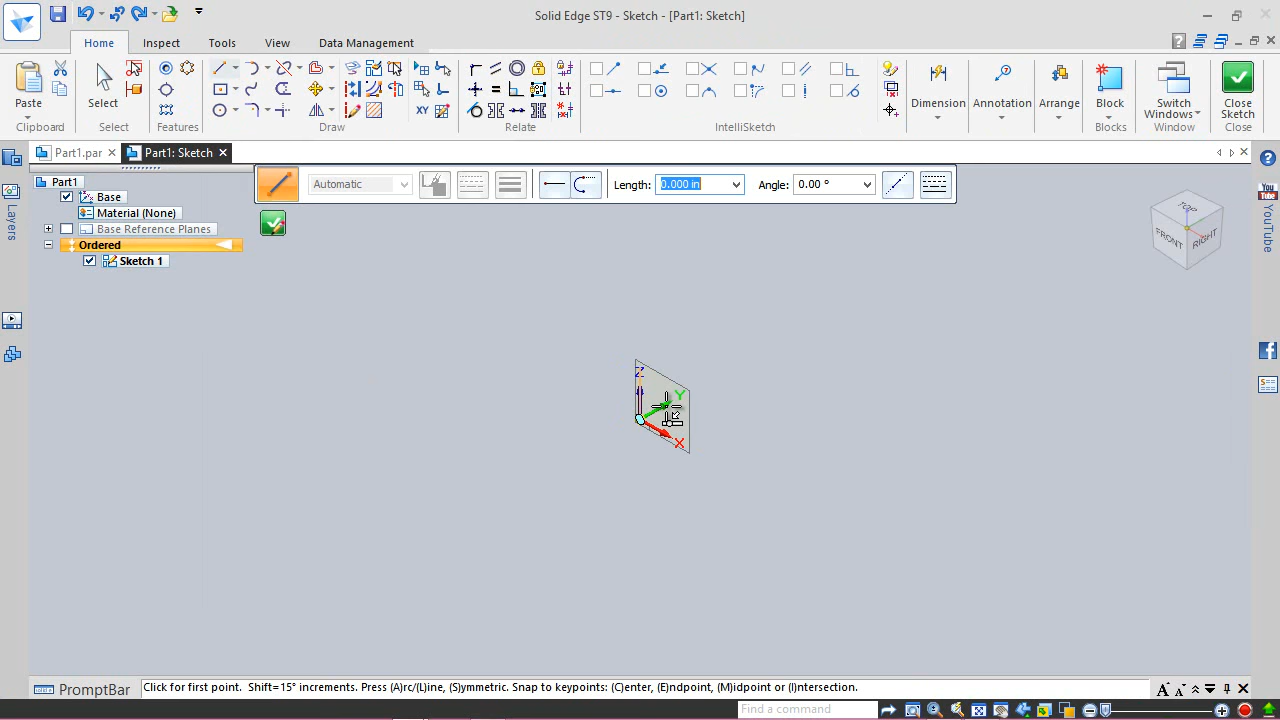 Solid Edge ST9 - Sketch - [Part1: Sketch]
Home Inspect Tools View Data Management
Paste
Clipboard
Select
Select
Features
Draw
XY
Relate
IntelliSketch
Dimension
Annotation
Arrange
Block
Blocks
Switch Windows
Window
Close Sketch
Close
Part1.par
Part1: Sketch
Layers
Part1
Base
Material (None)
Base Reference Planes
Ordered
Sketch 1
Automatic
Length: 0.000 in
Angle: 0.00 °
TOP
FRONT
RIGHT
You Tube
YouTube
Z
Y
X
PromptBar
Click for first point. Shift=15° increments. Press (A)rc/(L)ine, (S)ymmetric. Snap to keypoints: (C)enter, (E)ndpoint, (M)idpoint or (I)ntersection.
Find a command